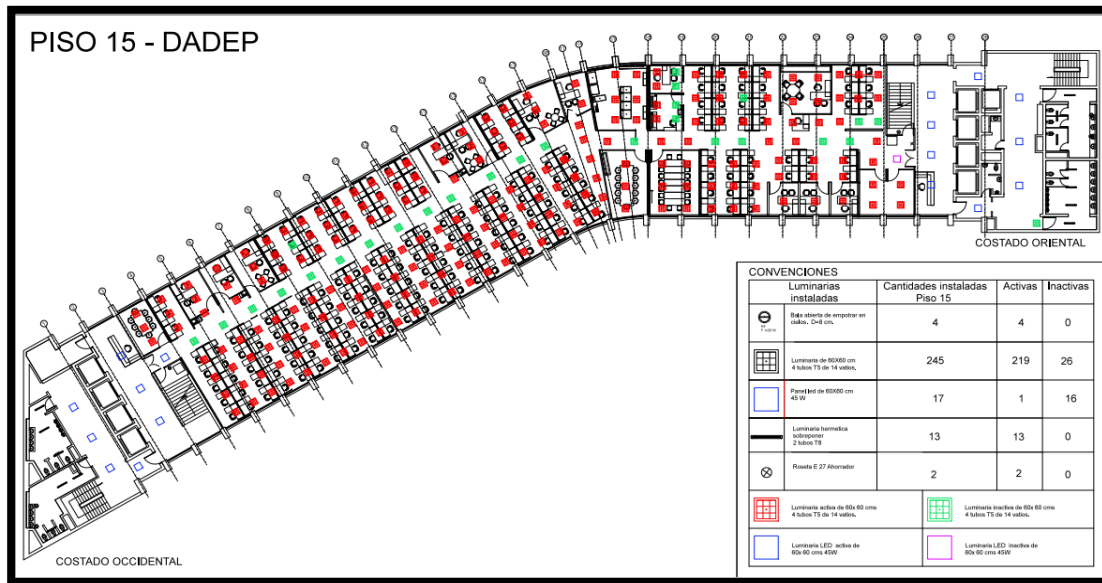 PISO 15 - DADEP
COSTADO ORIENTAL
COSTADO OCCIDENTAL
CONVENCIONES
Luminarias instaladas
Cantidades instaladas Piso 15
Activas
Inactivas
Bala abierta de empotrar en
cielos. D=8 cm.
4
4
0
Luminaria de 60X60 cm
4 tubos T5 de 14 vatios.
245
219
26
Panel led de 60X60 cm
45 W
17
1
16
Luminaria hermetica
sobreponer
2 tubos T8
13
13
0
Roseta E 27 Ahorrador
2
2
0
Luminaria activa de 60x 60 cms
4 tubos T5 de 14 vatios.
Luminaria inactiva de 60x 60 cms
4 tubos T5 de 14 vatios.
Luminaria LED activa de
60x 60 cms 45W
Luminaria LED inactiva de
60x 60 cms 45W